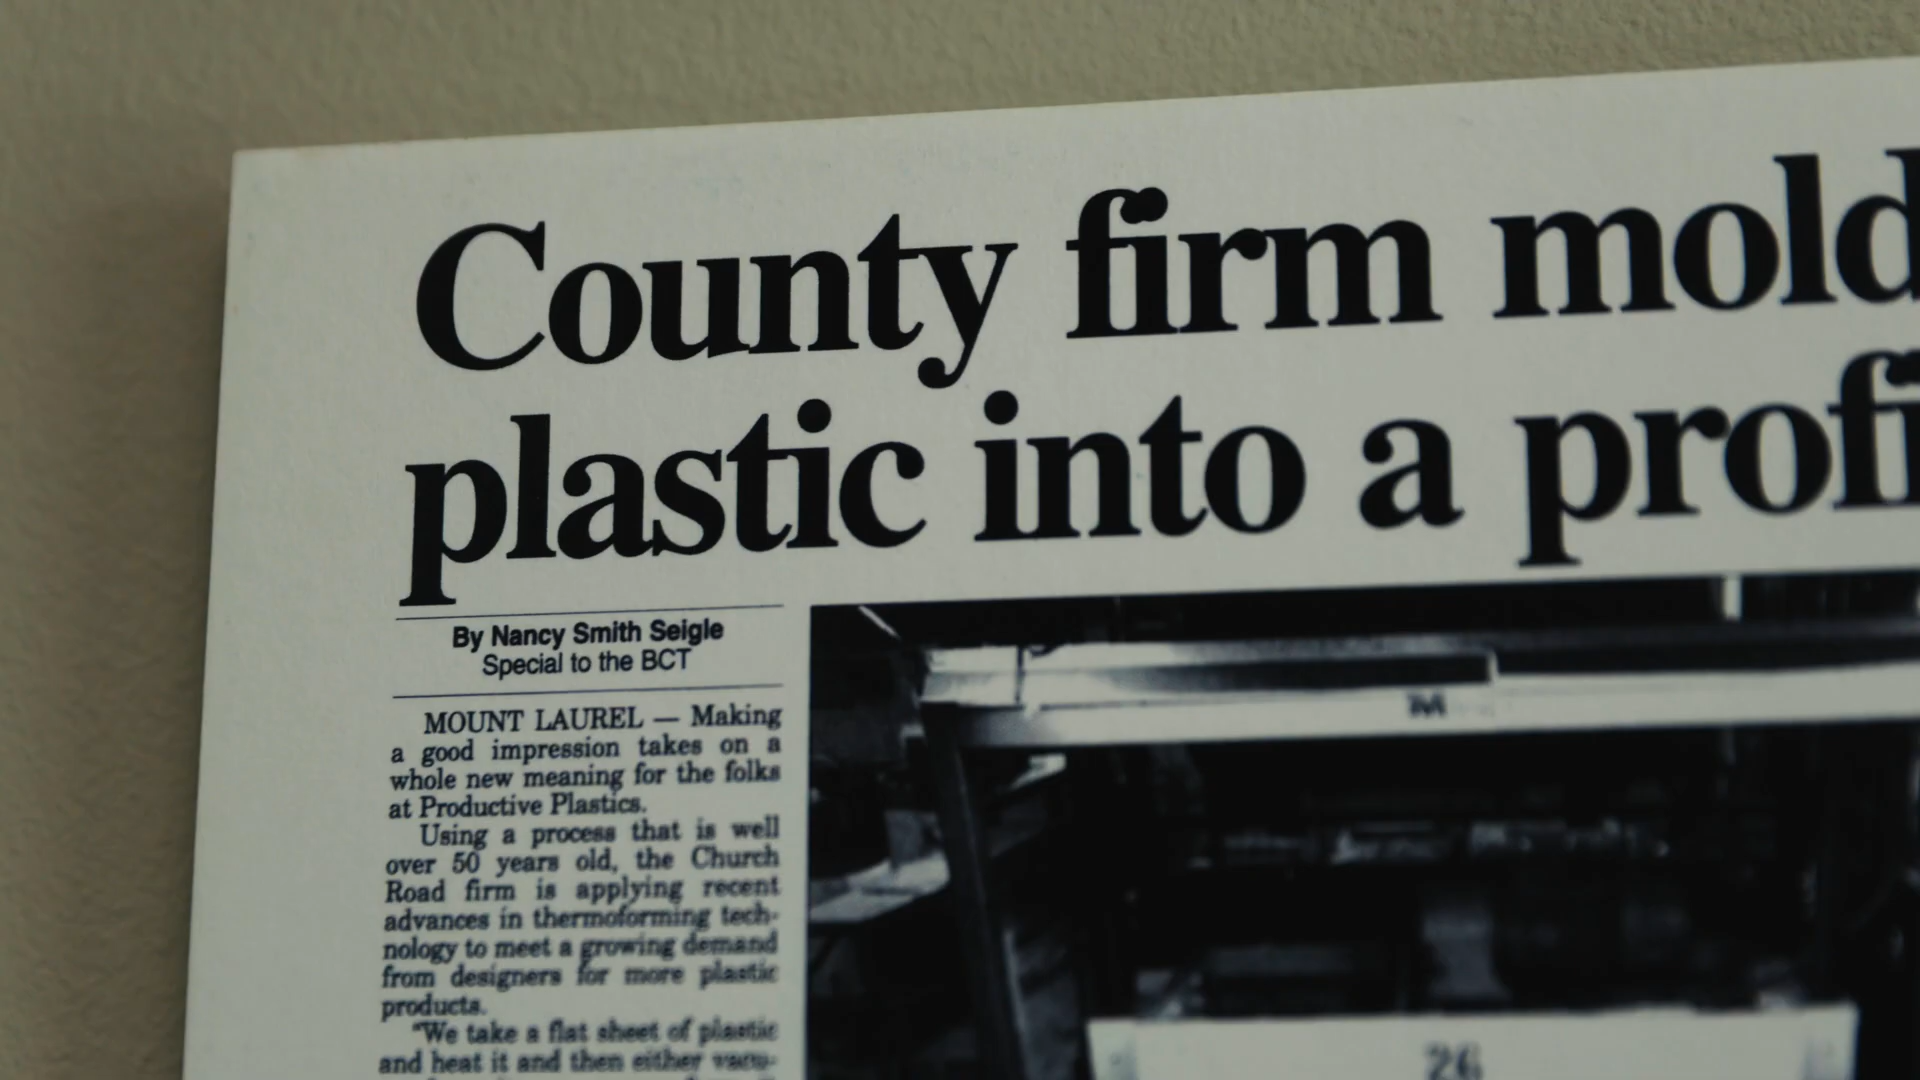 County firm mold
plastic into a profi
By Nancy Smith Seigle
Special to the BCT
MOUNT LAUREL — Making
a good impression takes on a
whole new meaning for the folks
at Productive Plastics.
Using a process that is well
over 50 years old, the Church
Road firm is applying recent
advances in thermoforming tech-
nology to meet a growing demand
from designers for more plastic
products.
"We take a flat sheet of plastic
and heat it and then either vacu-
26